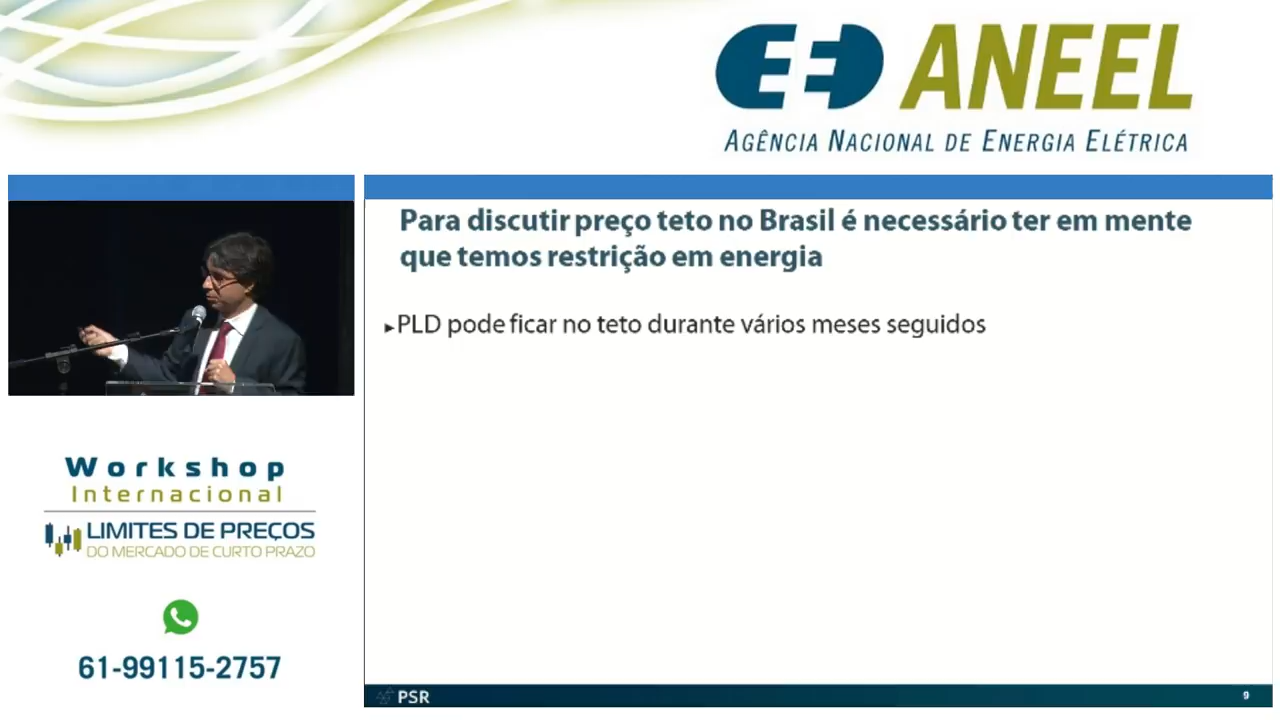 ANEEL
AGÊNCIA NACIONAL DE ENERGIA ELÉTRICA
Para discutir preço teto no Brasil é necessário ter em mente
que temos restrição em energia
▸PLD pode ficar no teto durante vários meses seguidos
Workshop
Internacional
LIMITES DE PREÇOS
DO MERCADO DE CURTO PRAZO
61-99115-2757
PSR
9